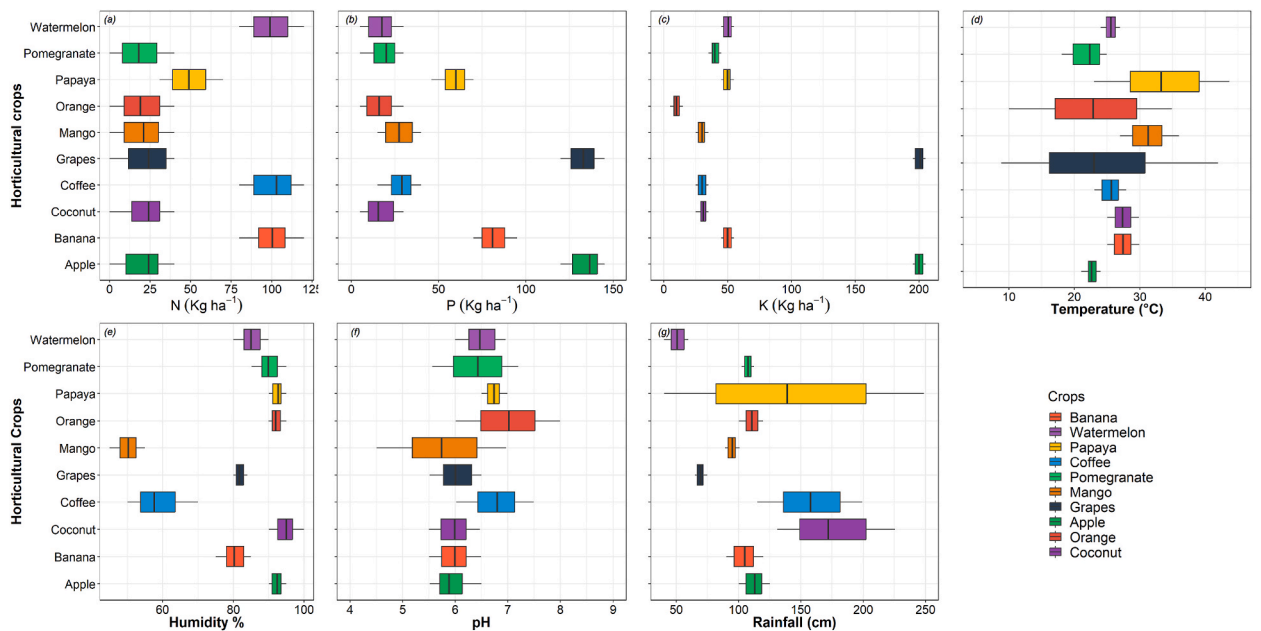 (a)
(b)
(c)
(d)
Horticultural crops
Watermelon
Pomegranate
Papaya
Orange
Mango
Grapes
Coffee
Coconut
Banana
Apple
0 25 50 75 100 125
N (Kg ha⁻¹)
0 50 100 150
P (Kg ha⁻¹)
0 50 100 150 200
K (Kg ha⁻¹)
10 20 30 40
Temperature (°C)
(e)
(f)
(g)
Horticultural Crops
Watermelon
Pomegranate
Papaya
Orange
Mango
Grapes
Coffee
Coconut
Banana
Apple
60 80 100
Humidity %
4 5 6 7 8 9
pH
50 100 150 200 250
Rainfall (cm)
Crops
Banana
Watermelon
Papaya
Coffee
Pomegranate
Mango
Grapes
Apple
Orange
Coconut